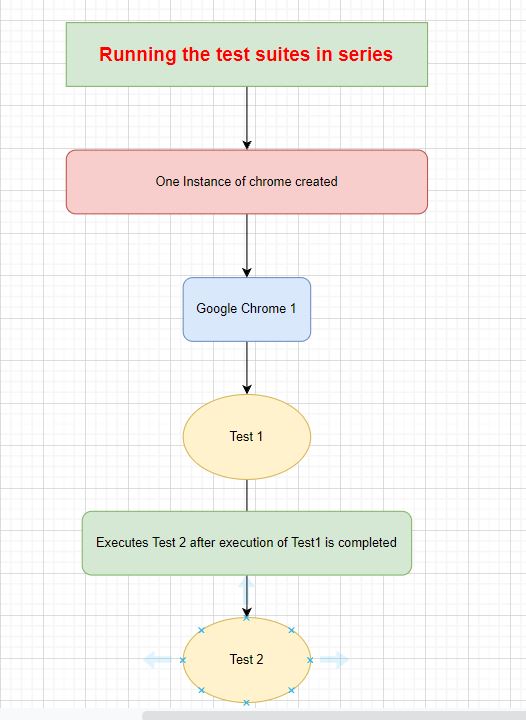 Running the test suites in series
One Instance of chrome created
Google Chrome 1
Test 1
Executes Test 2 after execution of Test1 is completed
Test 2